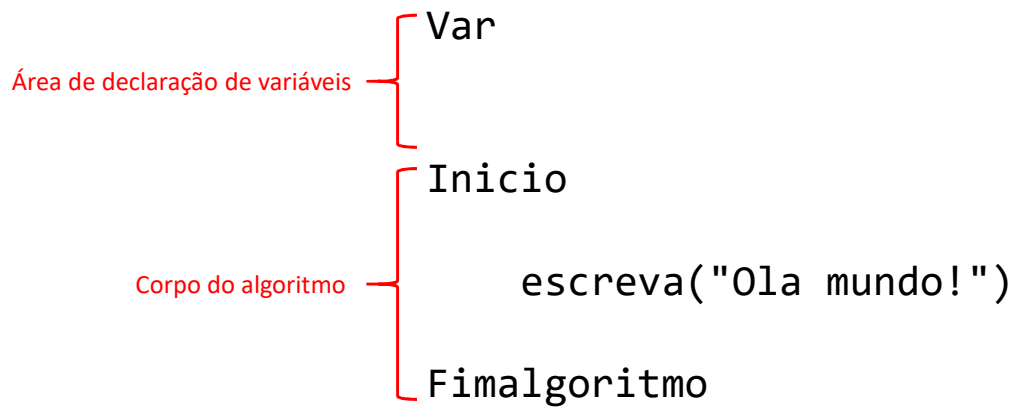 Var
Área de declaração de variáveis
Inicio
Corpo do algoritmo
escreva("Ola mundo!")
Fimalgoritmo